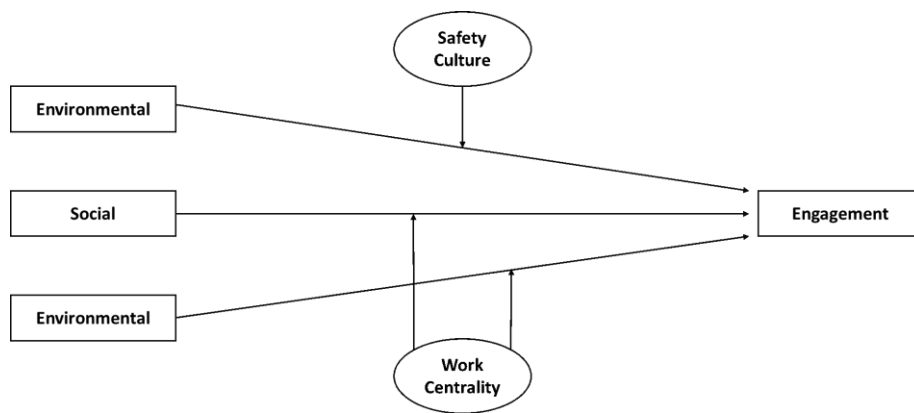 Safety
Culture
Environmental
Social
Engagement
Environmental
Work
Centrality